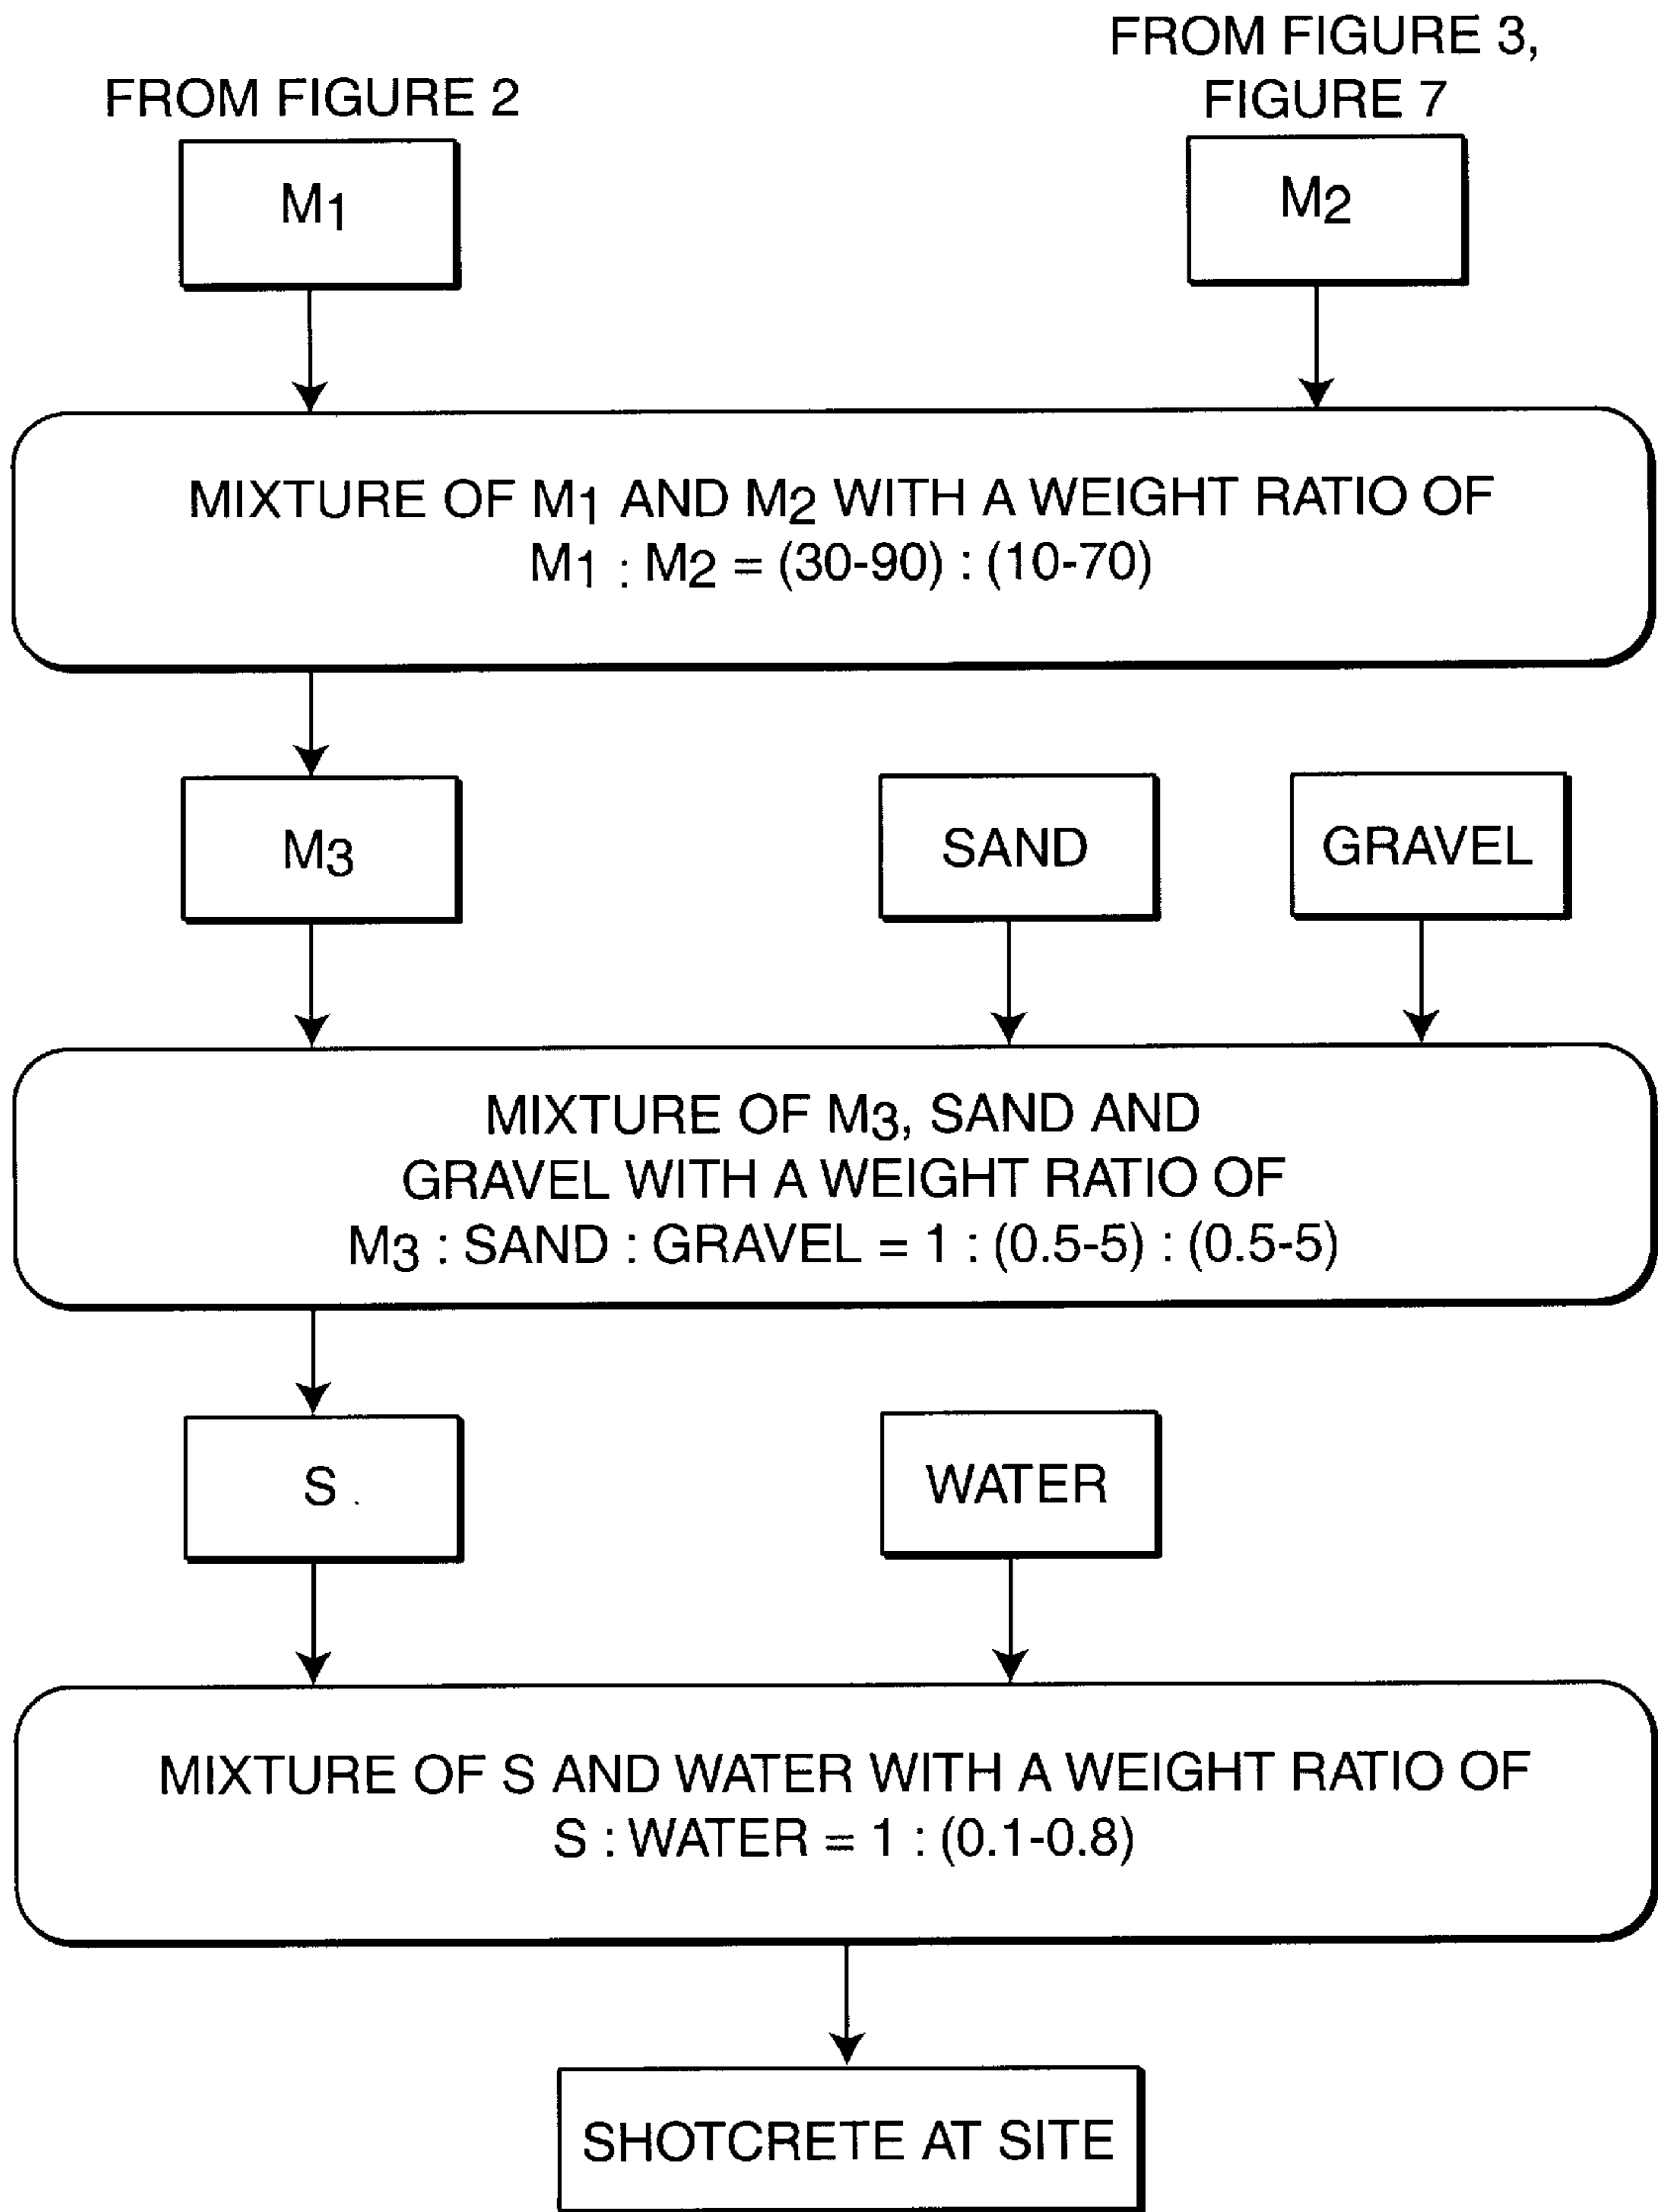 FROM FIGURE 2
FROM FIGURE 3,
FIGURE 7
M1
M2
MIXTURE OF M1 AND M2 WITH A WEIGHT RATIO OF
M1 : M2 = (30-90) : (10-70)
M3
SAND
GRAVEL
MIXTURE OF M3, SAND AND
GRAVEL WITH A WEIGHT RATIO OF
M3 : SAND : GRAVEL = 1 : (0.5-5) : (0.5-5)
S
WATER
MIXTURE OF S AND WATER WITH A WEIGHT RATIO OF
S : WATER = 1 : (0.1-0.8)
SHOTCRETE AT SITE